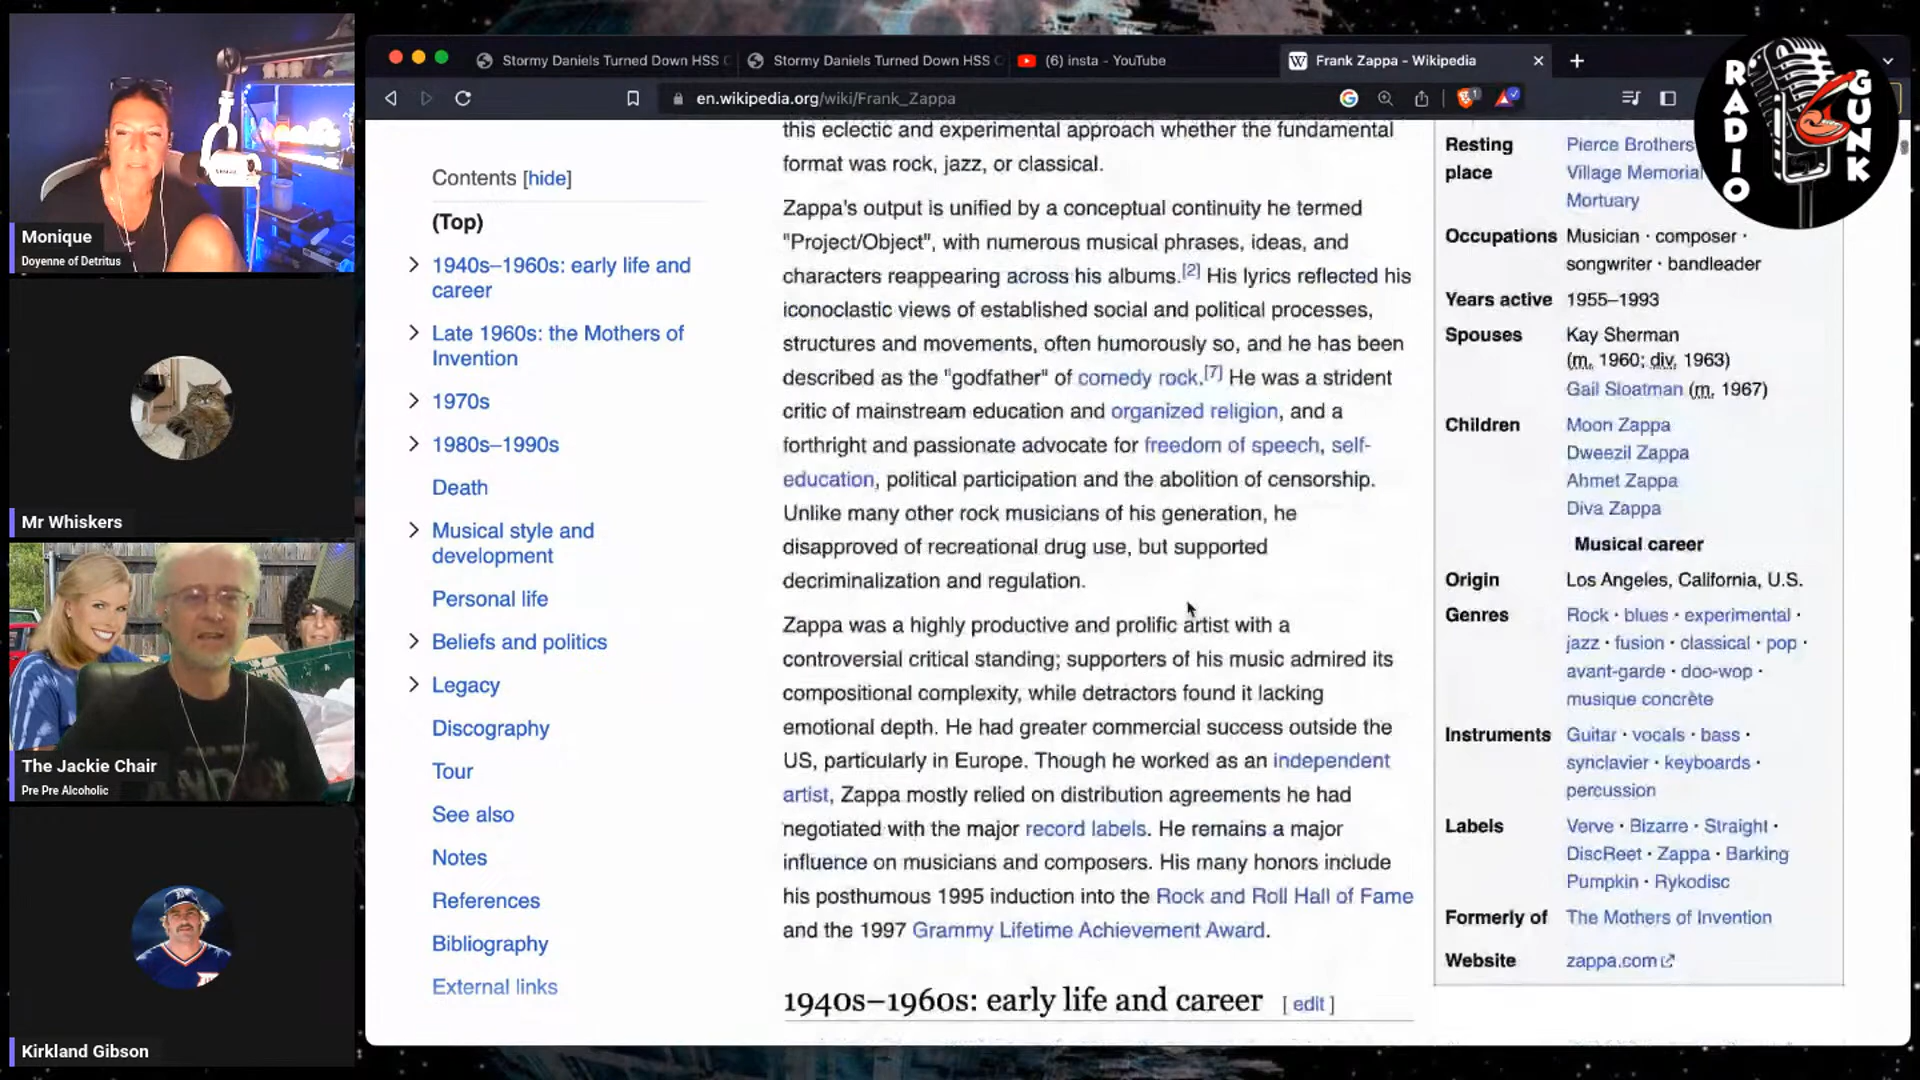 Monique
Doyenne of Detritus
Mr Whiskers
The Jackie Chair
Pre Pre Alcoholic
Kirkland Gibson
Stormy Daniels Turned Down HSS
Stormy Daniels Turned Down HSS
(6) insta - YouTube
Frank Zappa - Wikipedia
en.wikipedia.org/wiki/Frank_Zappa
RADIO
GUNK
Contents [hide]
(Top)
1940s–1960s: early life and
career
Late 1960s: the Mothers of
Invention
1970s
1980s–1990s
Death
Musical style and
development
Personal life
Beliefs and politics
Legacy
Discography
Tour
See also
Notes
References
Bibliography
External links
this eclectic and experimental approach whether the fundamental
format was rock, jazz, or classical.
Zappa's output is unified by a conceptual continuity he termed
"Project/Object", with numerous musical phrases, ideas, and
characters reappearing across his albums.[2] His lyrics reflected his
iconoclastic views of established social and political processes,
structures and movements, often humorously so, and he has been
described as the "godfather" of comedy rock.[7] He was a strident
critic of mainstream education and organized religion, and a
forthright and passionate advocate for freedom of speech, self-
education, political participation and the abolition of censorship.
Unlike many other rock musicians of his generation, he
disapproved of recreational drug use, but supported
decriminalization and regulation.
Zappa was a highly productive and prolific artist with a
controversial critical standing; supporters of his music admired its
compositional complexity, while detractors found it lacking
emotional depth. He had greater commercial success outside the
US, particularly in Europe. Though he worked as an independent
artist, Zappa mostly relied on distribution agreements he had
negotiated with the major record labels. He remains a major
influence on musicians and composers. His many honors include
his posthumous 1995 induction into the Rock and Roll Hall of Fame
and the 1997 Grammy Lifetime Achievement Award.
1940s–1960s: early life and career [ edit ]
Resting Pierce Brothers
place Village Memorial
Mortuary
Occupations Musician · composer ·
songwriter · bandleader
Years active 1955–1993
Spouses Kay Sherman
(m. 1960; div. 1963)
Gail Sloatman (m. 1967)
Children Moon Zappa
Dweezil Zappa
Ahmet Zappa
Diva Zappa
Musical career
Origin Los Angeles, California, U.S.
Genres Rock · blues · experimental ·
jazz · fusion · classical · pop ·
avant-garde · doo-wop ·
musique concrète
Instruments Guitar · vocals · bass ·
synclavier · keyboards ·
percussion
Labels Verve · Bizarre · Straight ·
DiscReet · Zappa · Barking
Pumpkin · Rykodisc
Formerly of The Mothers of Invention
Website zappa.com